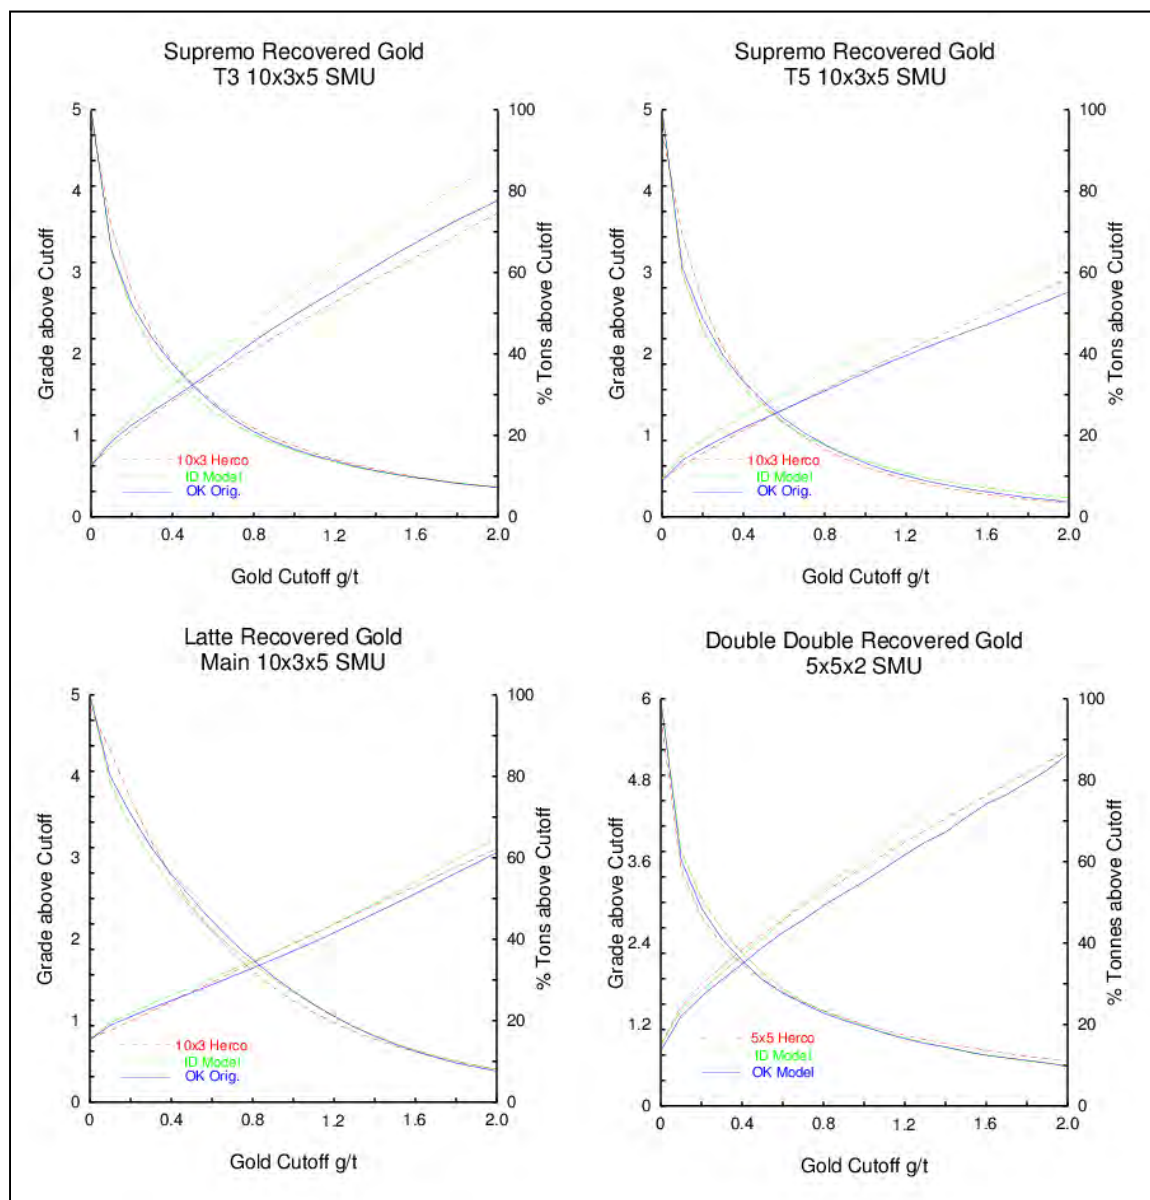 Supremo Recovered Gold
T3 10x3x5 SMU
5
4
3
2
1
0
Grade above Cutoff
100
80
60
40
20
0
% Tons above Cutoff
10x3 Herco
ID Model
OK Orig.
0 0.4 0.8 1.2 1.6 2.0
Gold Cutoff g/t
Supremo Recovered Gold
T5 10x3x5 SMU
5
4
3
2
1
0
Grade above Cutoff
100
80
60
40
20
0
% Tons above Cutoff
10x3 Herco
ID Model
OK Orig.
0 0.4 0.8 1.2 1.6 2.0
Gold Cutoff g/t
Latte Recovered Gold
Main 10x3x5 SMU
5
4
3
2
1
0
Grade above Cutoff
100
80
60
40
20
0
% Tons above Cutoff
10x3 Herco
ID Model
OK Orig.
0 0.4 0.8 1.2 1.6 2.0
Gold Cutoff g/t
Double Double Recovered Gold
5x5x2 SMU
6
4.8
3.6
2.4
1.2
0
Grade above Cutoff
100
80
60
40
20
0
% Tonnes above Cutoff
5x5 Herco
ID Model
OK Model
0 0.4 0.8 1.2 1.6 2.0
Gold Cutoff g/t